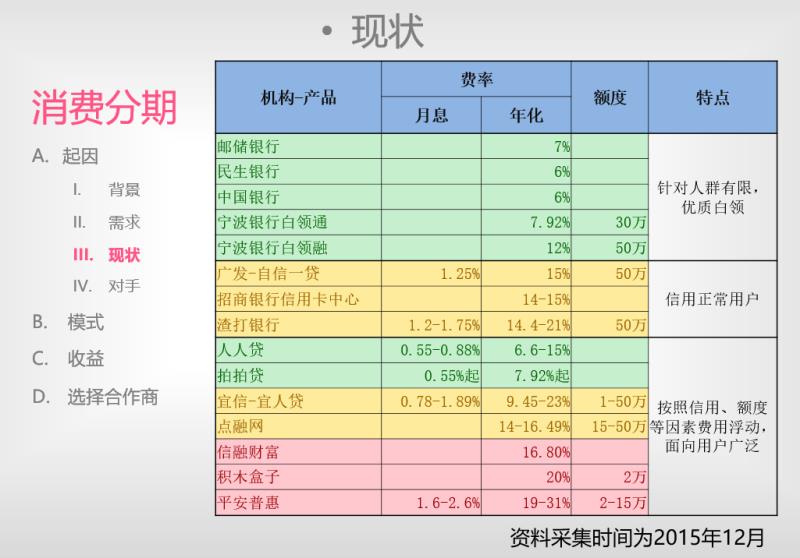 • 现状
消费分期
A. 起因
I. 背景
II. 需求
III. 现状
IV. 对手
B. 模式
C. 收益
D. 选择合作商
机构-产品 费率 额度 特点
月息 年化
邮储银行 7%
民生银行 6%
中国银行 6%
宁波银行白领通 7.92% 30万
宁波银行白领融 12% 50万
针对人群有限，
优质白领
广发-自信一贷 1.25% 15% 50万
招商银行信用卡中心 14-15%
渣打银行 1.2-1.75% 14.4-21% 50万
信用正常用户
人人贷 0.55-0.88% 6.6-15%
拍拍贷 0.55%起 7.92%起
宜信-宜人贷 0.78-1.89% 9.45-23% 1-50万
点融网 14-16.49% 15-50万
信融财富 16.80%
积木盒子 20% 2万
平安普惠 1.6-2.6% 19-31% 2-15万
按照信用、额度
等因素费用浮动，
面向用户广泛
资料采集时间为2015年12月